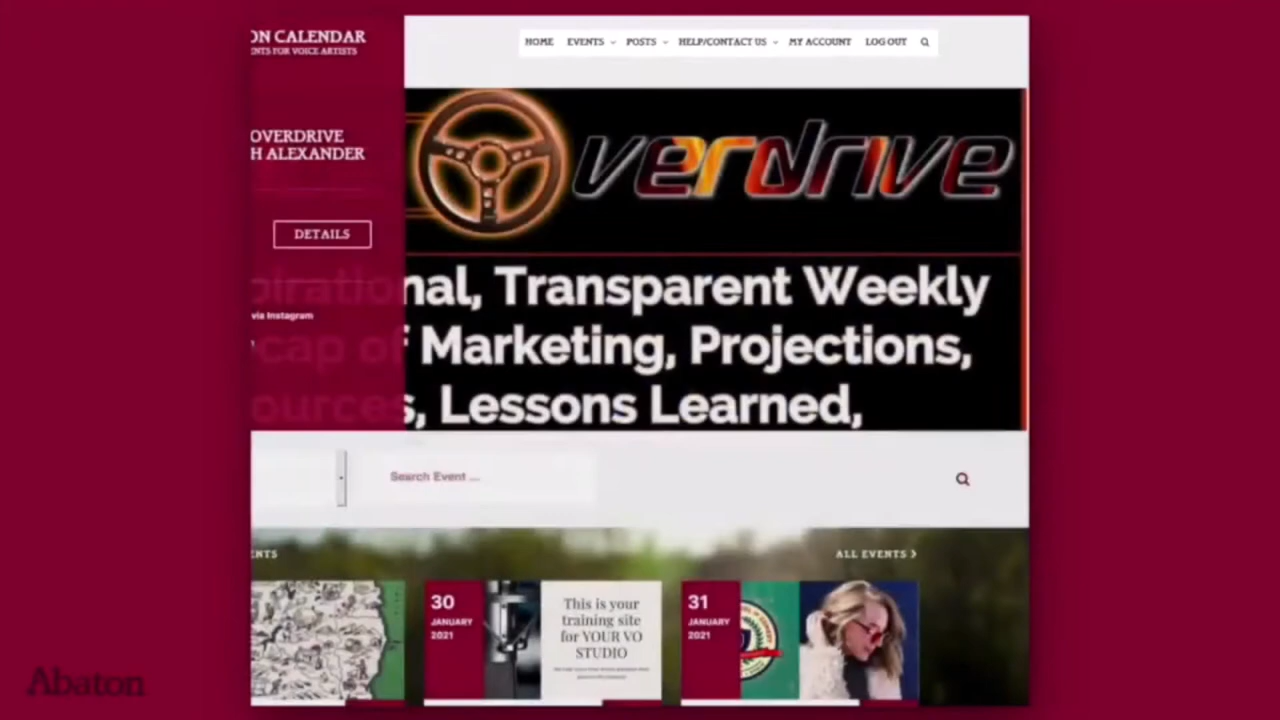 ON CALENDAR
ENTS FOR VOICE ARTISTS
HOME EVENTS POSTS HELP/CONTACT US MY ACCOUNT LOG OUT
OVERDRIVE
H ALEXANDER
verdrive
DETAILS
pirational, Transparent Weekly
via Instagram
cap of Marketing, Projections,
ources, Lessons Learned,
Search Event ...
ENTS
ALL EVENTS
30
JANUARY
2021
This is your
training site
for YOUR VO
STUDIO
31
JANUARY
2021
Abaton